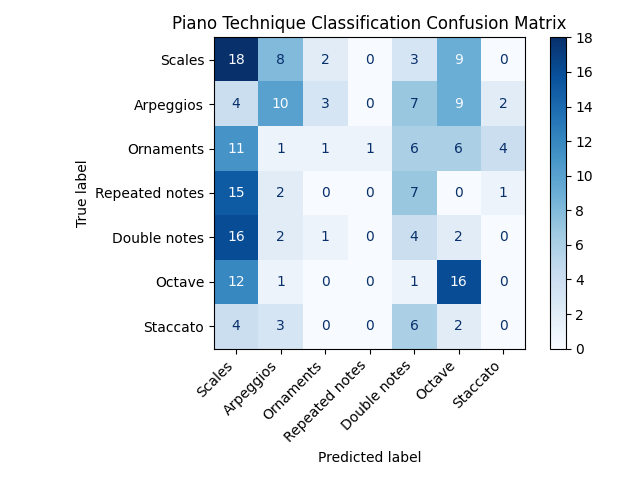 Piano Technique Classification Confusion Matrix
True label
Scales 18 8 2 0 3 9 0
Arpeggios 4 10 3 0 7 9 2
Ornaments 11 1 1 1 6 6 4
Repeated notes 15 2 0 0 7 0 1
Double notes 16 2 1 0 4 2 0
Octave 12 1 0 0 1 16 0
Staccato 4 3 0 0 6 2 0
Scales Arpeggios Ornaments Repeated notes Double notes Octave Staccato
Predicted label
18
16
14
12
10
8
6
4
2
0